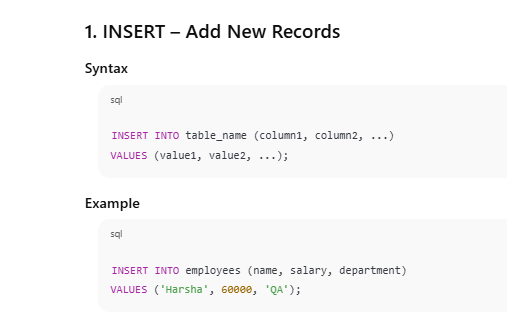 1. INSERT – Add New Records
Syntax
sql
INSERT INTO table_name (column1, column2, ...)
VALUES (value1, value2, ...);
Example
sql
INSERT INTO employees (name, salary, department)
VALUES ('Harsha', 60000, 'QA');